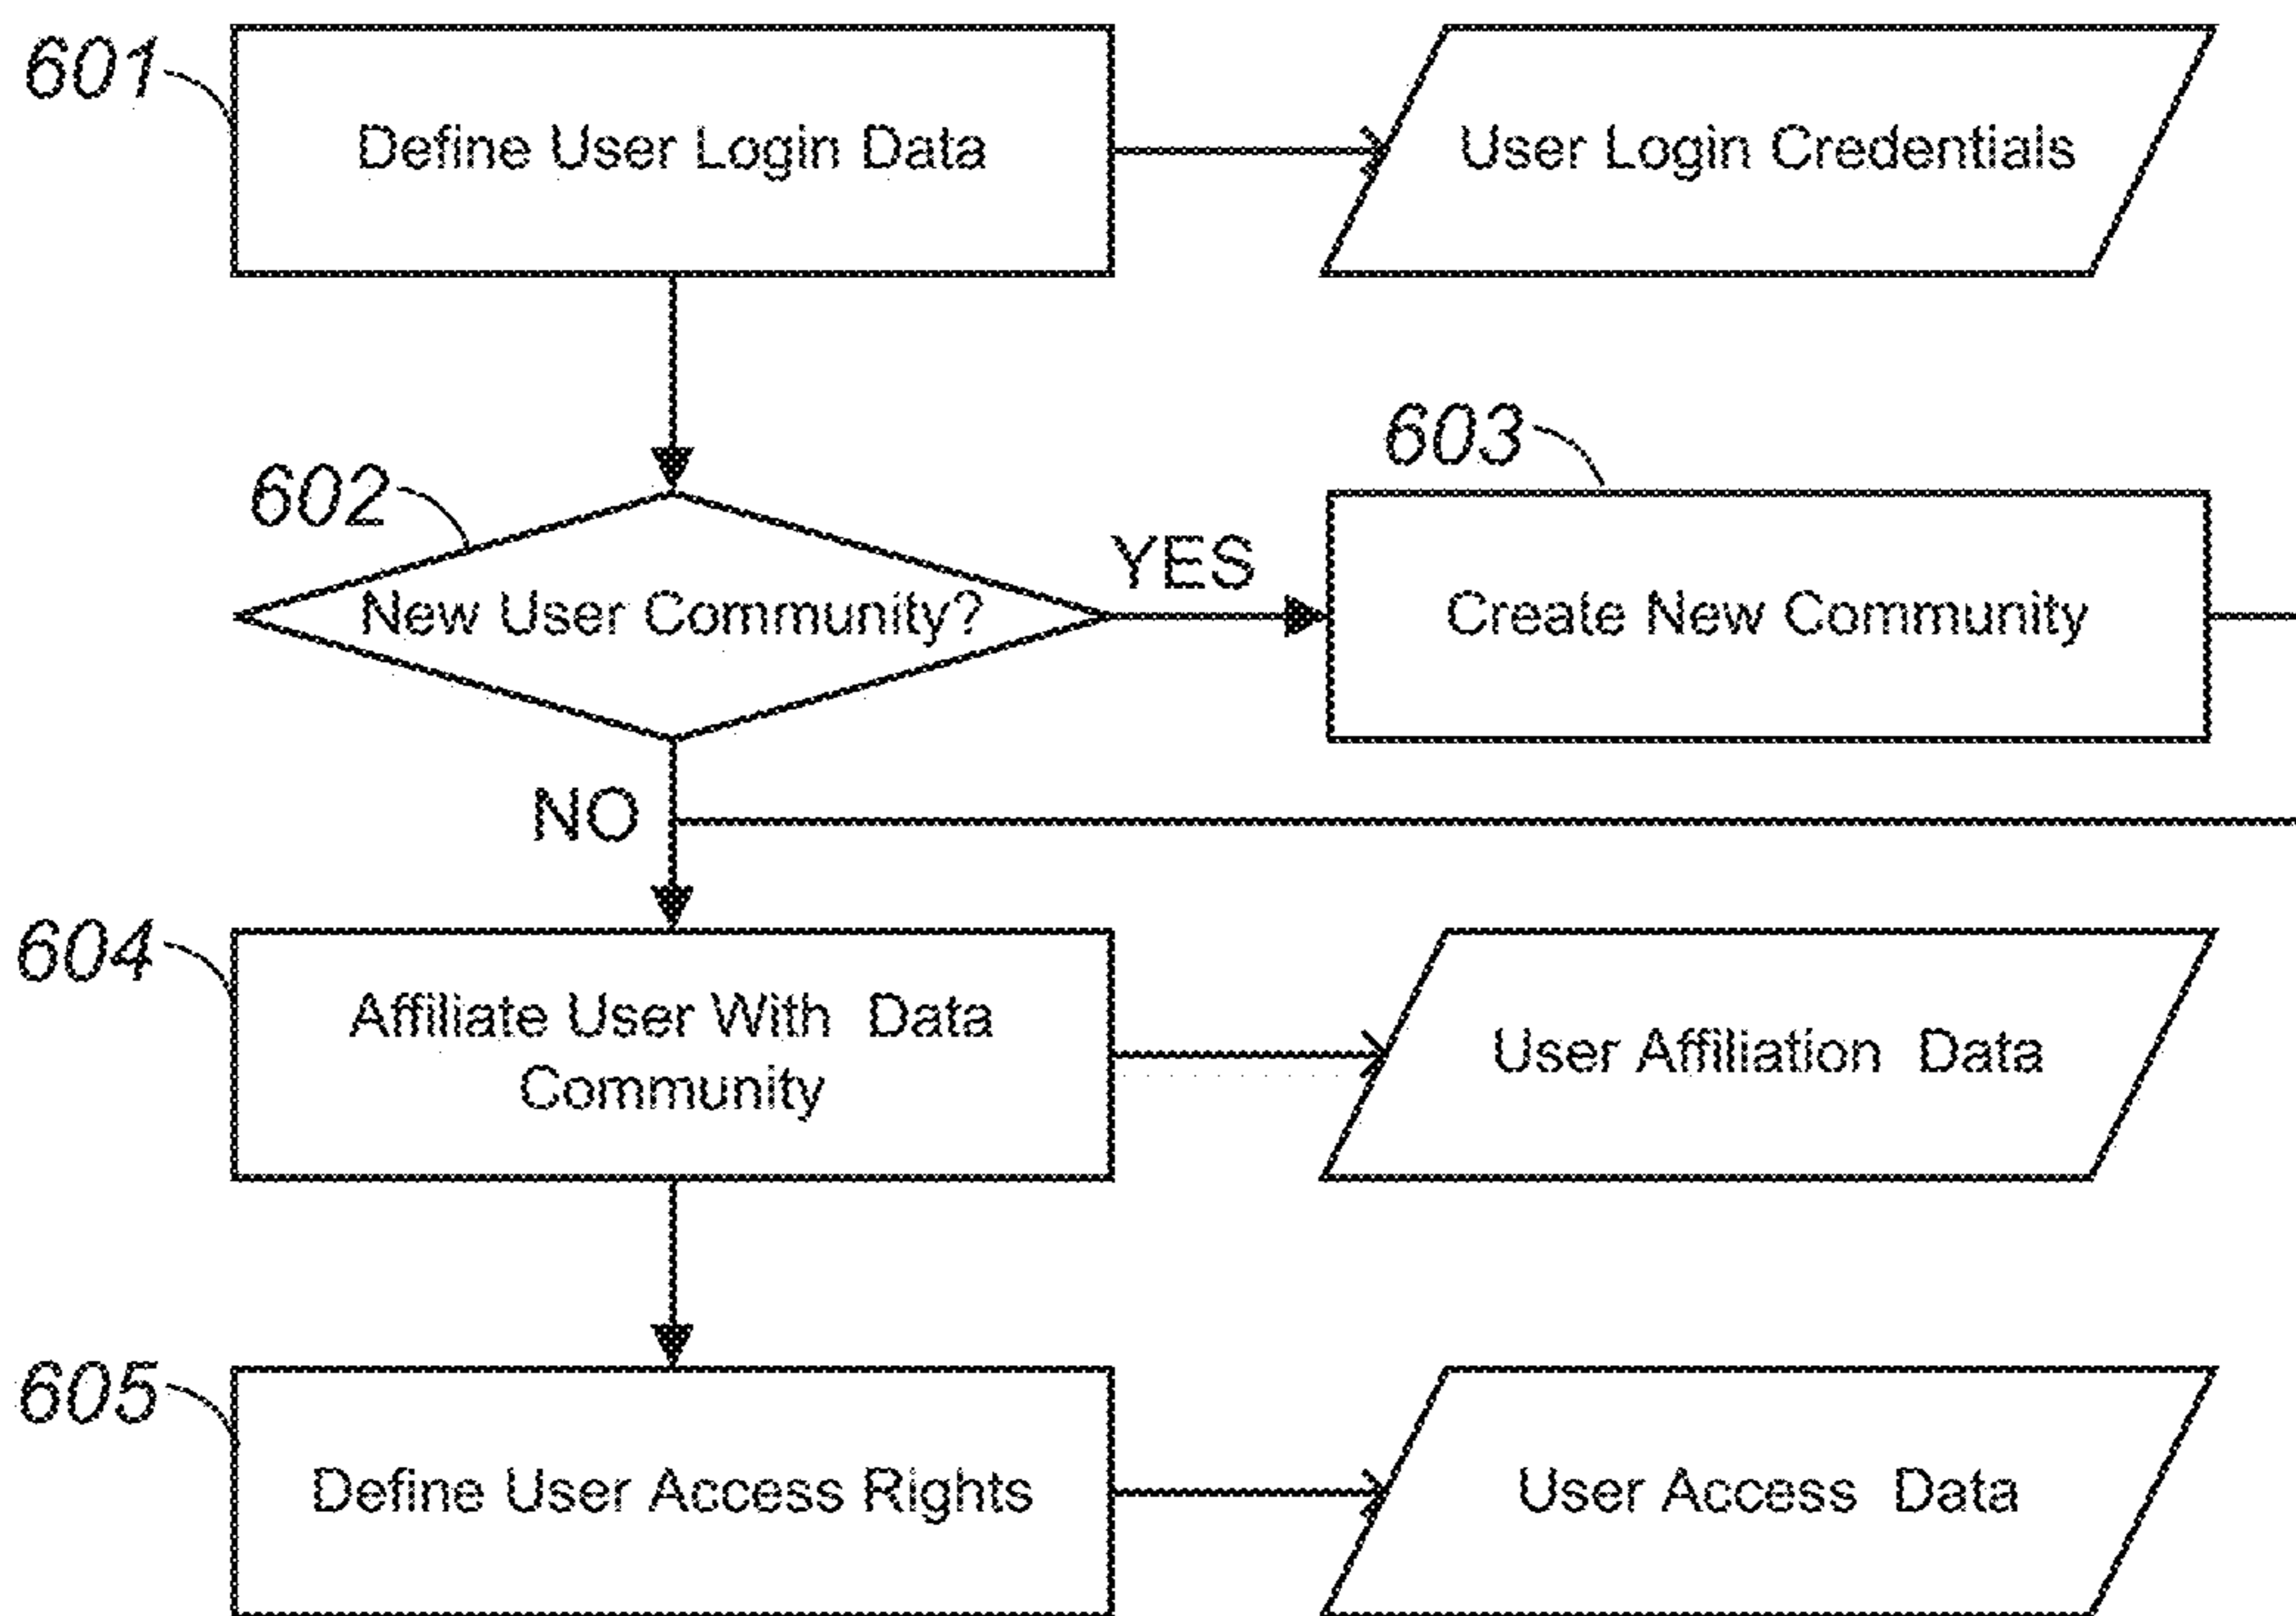 601
Define User Login Data
User Login Credentials
602
603
New User Community?
YES
Create New Community
NO
604
Affiliate User With Data
Community
User Affiliation Data
605
Define User Access Rights
User Access Data